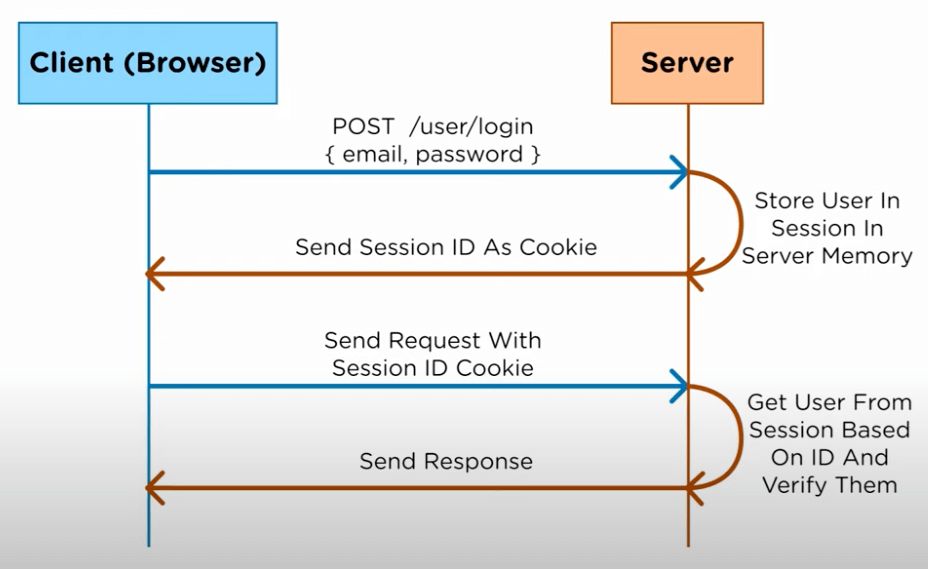 Client (Browser)
Server
POST /user/login
{ email, password }
Store User In
Session In
Server Memory
Send Session ID As Cookie
Send Request With
Session ID Cookie
Get User From
Session Based
On ID And
Verify Them
Send Response